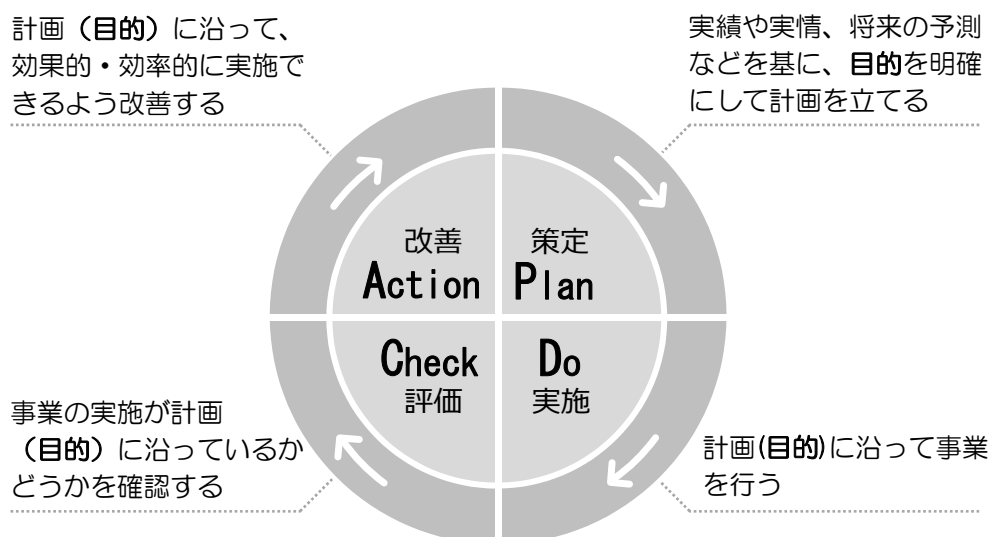 計画（目的）に沿って、
効果的・効率的に実施で
きるよう改善する
実績や実情、将来の予測
などを基に、目的を明確
にして計画を立てる
改善
Action
策定
Plan
Check
評価
Do
実施
事業の実施が計画
（目的）に沿っているか
どうかを確認する
計画(目的)に沿って事業
を行う